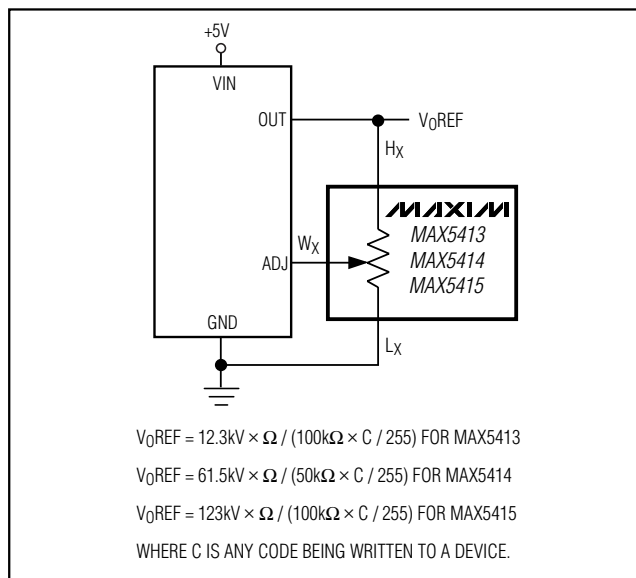 +5V
VIN
OUT
V0REF
HX
MAXIM
MAX5413
WX
MAX5414
ADJ
MAX5415
GND
LX
V0REF = 12.3kV × Ω / (100kΩ × C / 255) FOR MAX5413
V0REF = 61.5kV × Ω / (50kΩ × C / 255) FOR MAX5414
V0REF = 123kV × Ω / (100kΩ × C / 255) FOR MAX5415
WHERE C IS ANY CODE BEING WRITTEN TO A DEVICE.